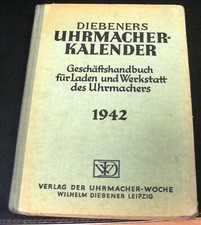 DIEBENERS
UHRMACHER-
KALENDER
Geschäftshandbuch
für Laden und Werkstatt
des Uhrmachers
1942
VERLAG DER UHRMACHER-WOCHE
WILHELM DIEBENER LEIPZIG